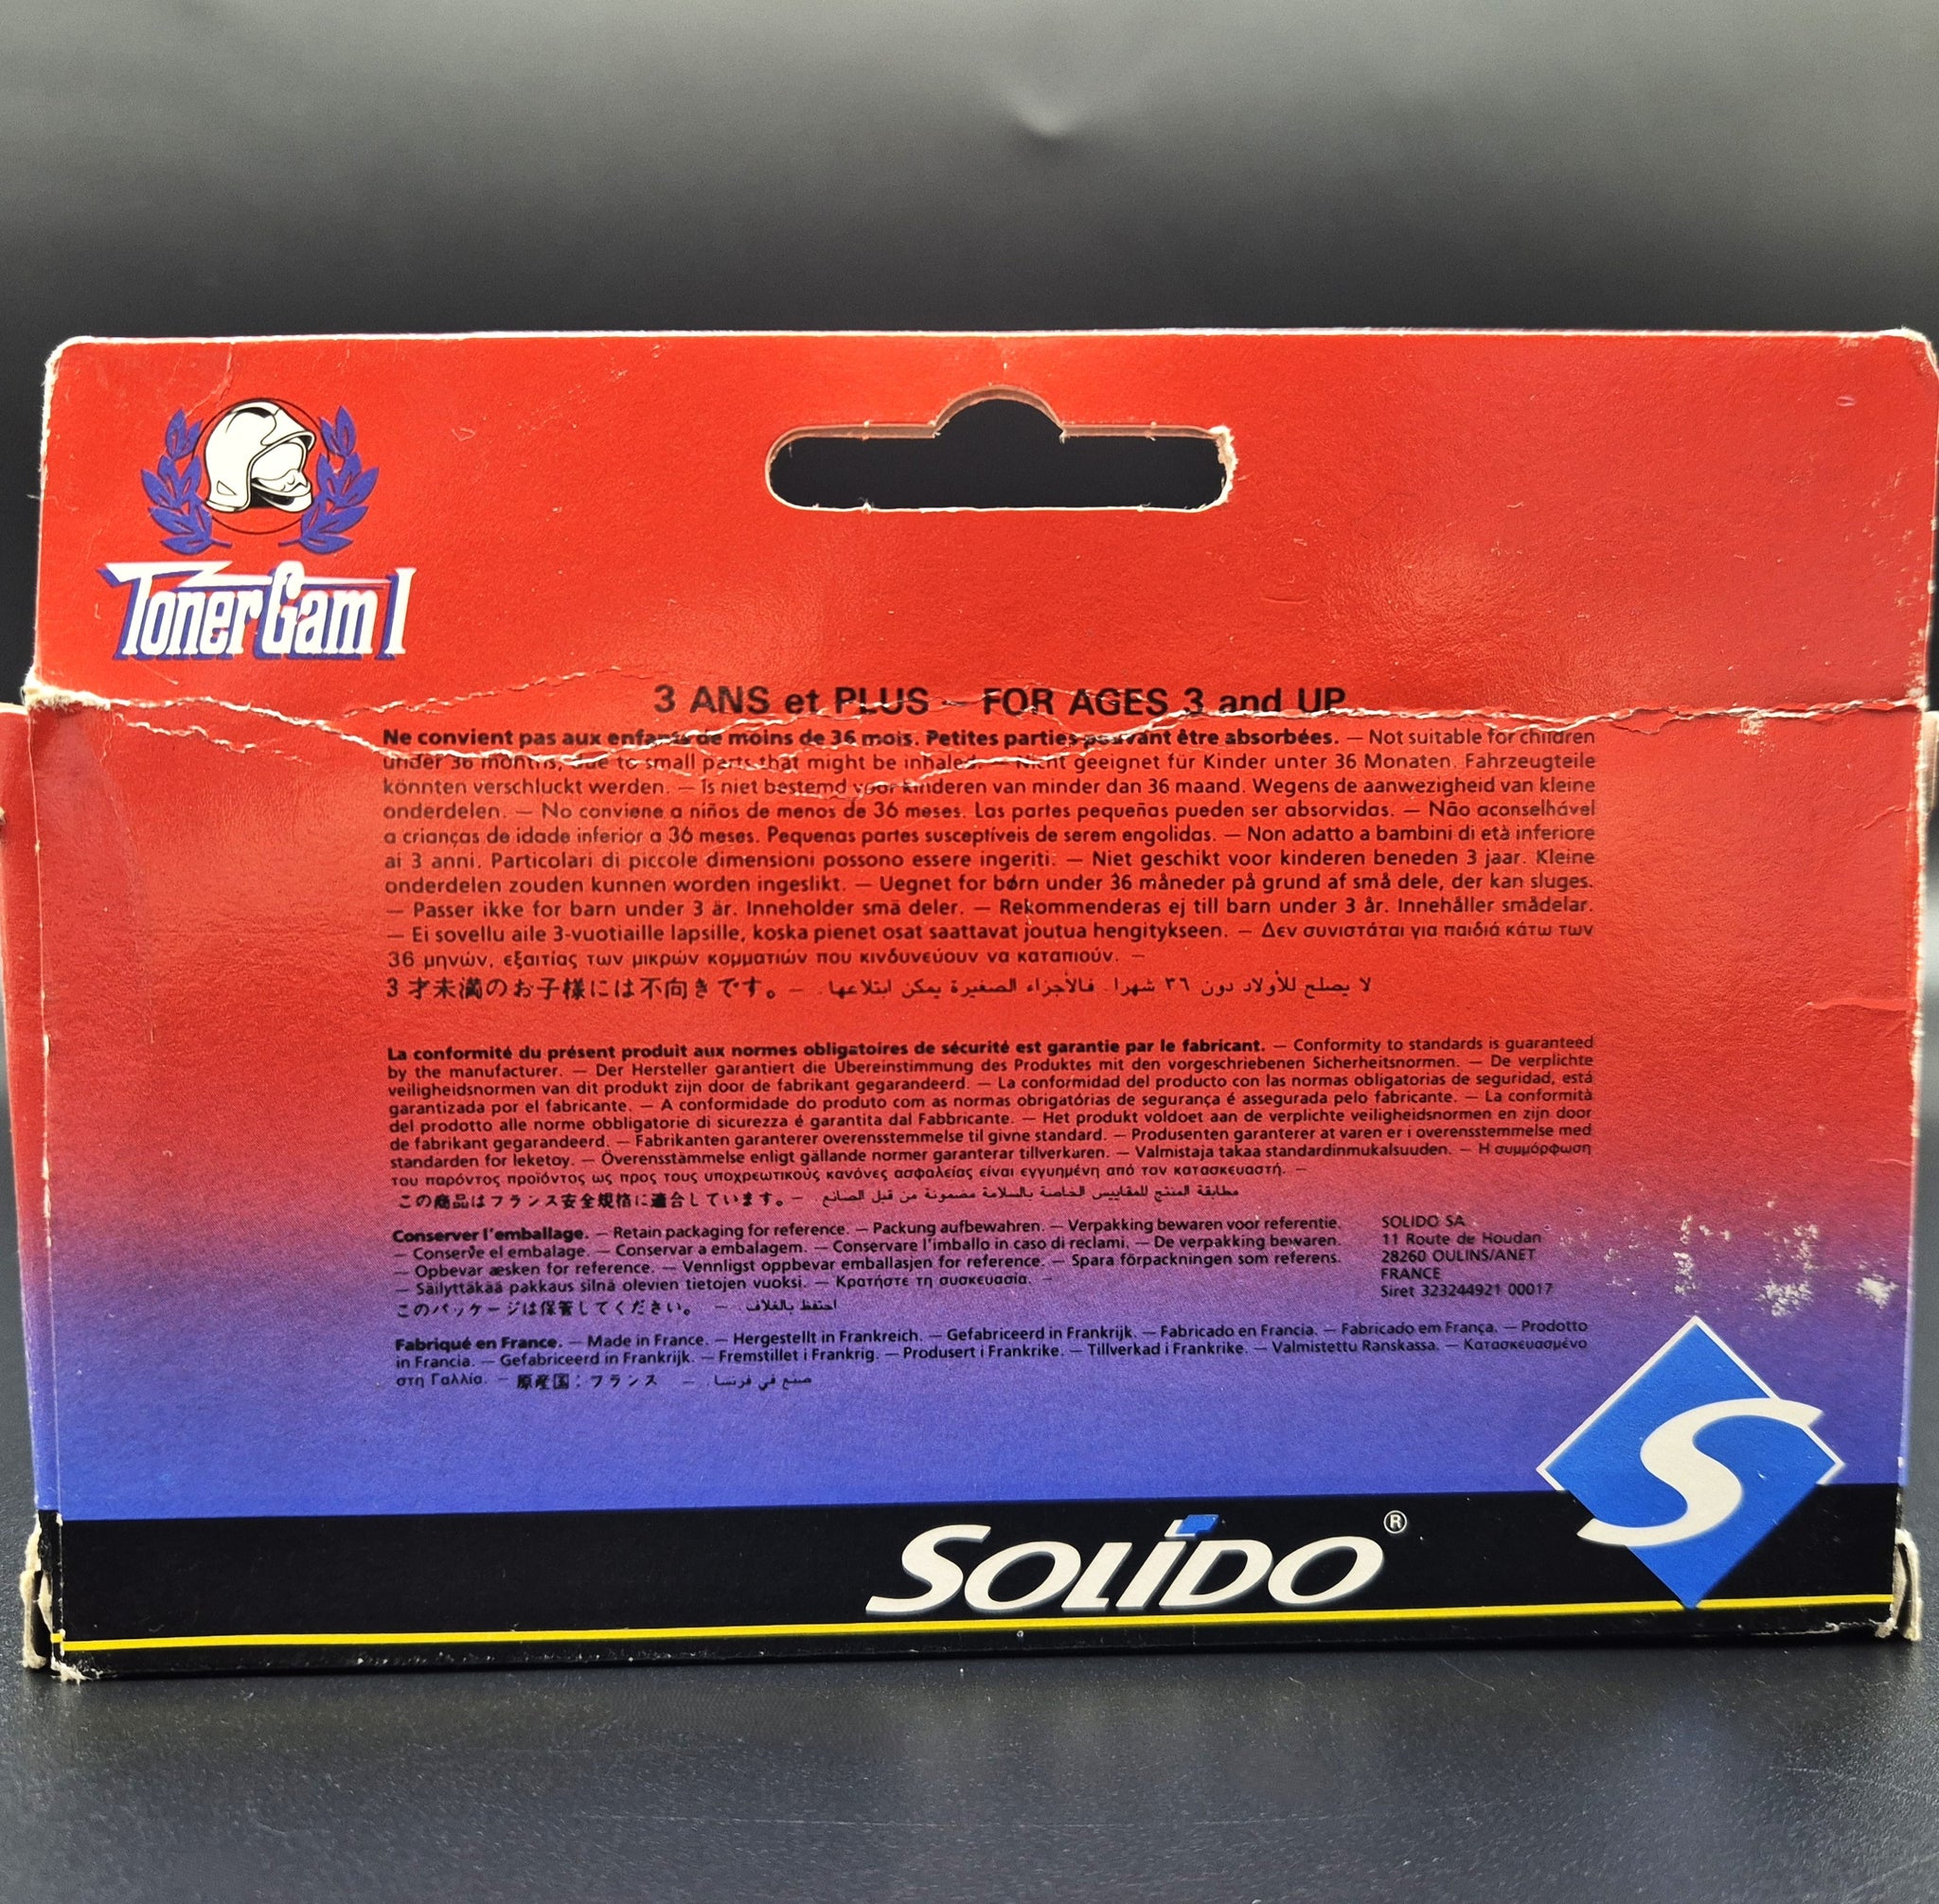 TonerGam I
3 ANS et PLUS – FOR AGES 3 and UP
Ne convient pas aux enfants de moins de 36 mois. Petites parties pouvant être absorbées. — Not suitable for children
under 36 months, due to small parts that might be inhaled. — Nicht geeignet für Kinder unter 36 Monaten. Fahrzeugteile
könnten verschluckt werden. — Is niet bestemd voor kinderen van minder dan 36 maand. Wegens de aanwezigheid van kleine
onderdelen. — No conviene a niños de menos de 36 meses. Las partes pequeñas pueden ser absorvidas. — Não aconselhável
a crianças de idade inferior a 36 meses. Pequenas partes susceptíveis de serem engolidas. — Non adatto a bambini di età inferiore
ai 3 anni. Particolari di piccole dimensioni possono essere ingeriti. — Niet geschikt voor kinderen beneden 3 jaar. Kleine
onderdelen zouden kunnen worden ingeslikt. — Uegnet for børn under 36 måneder på grund af små dele, der kan sluges.
— Passer ikke for barn under 3 är. Inneholder smä deler. — Rekommenderas ej till barn under 3 år. Innehåller smådelar.
— Ei sovellu aile 3-vuotiaille lapsille, koska pienet osat saattavat joutua hengitykseen. — Δεν συνιστάται για παιδιά κάτω των
36 μηνών, εξαιτίας των μικρών κομματιών που κινδυνεύουν να καταπιούν. —
3才未満のお子様には不向きです。 – لا يصلح للأولاد دون ٣٦ شهرا. فالأجزاء الصغيرة يمكن ابتلاعها.
La conformité du présent produit aux normes obligatoires de sécurité est garantie par le fabricant. — Conformity to standards is guaranteed
by the manufacturer. — Der Hersteller garantiert die Übereinstimmung des Produktes mit den vorgeschriebenen Sicherheitsnormen. — De verplichte
veiligheidsnormen van dit produkt zijn door de fabrikant gegarandeerd. — La conformidad del producto con las normas obligatorias de seguridad, está
garantizada por el fabricante. — A conformidade do produto com as normas obrigatórias de segurança é assegurada pelo fabricante. — La conformità
del prodotto alle norme obbligatorie di sicurezza é garantita dal Fabbricante. — Het produkt voldoet aan de verplichte veiligheidsnormen en zijn door
de fabrikant gegarandeerd. — Fabrikanten garanterer overensstemmelse til givne standard. — Produsenten garanterer at varen er i overensstemmelse med
standarden for leketoy. — Överensstämmelse enligt gällande normer garanterar tillverkaren. — Valmistaja takaa standardinmukalsuuden. — Η συμμόρφωση
του παρόντος προϊόντος ως προς τους υποχρεωτικούς κανόνες ασφαλείας είναι εγγυημένη από τον κατασκευαστή. —
この商品はフランス安全規格に適合しています。 – مطابقة المنتج للمقاييس الخاصة بالسلامة مضمونة من قبل الصانع.
Conserver l'emballage. — Retain packaging for reference. — Packung aufbewahren. — Verpakking bewaren voor referentie.
— Conserve el embalage. — Conservar a embalagem. — Conservare l'imballo in caso di reclami. — De verpakking bewaren.
— Opbevar æsken for reference. — Vennligst oppbevar emballasjen for reference. — Spara förpackningen som referens.
— Säilyttäkää pakkaus silnä olevien tietojen vuoksi. — Κρατήστε τη συσκευασία. —
このパッケージは保管してください。 – احتفظ بالغلاف.
SOLIDO SA
11 Route de Houdan
28260 OULINS/ANET
FRANCE
Siret 323244921 00017
Fabriqué en France. — Made in France. — Hergestellt in Frankreich. — Gefabriceerd in Frankrijk. — Fabricado en Francia. — Fabricado em França. — Prodotto
in Francia. — Gefabriceerd in Frankrijk. — Fremstillet i Frankrig. — Produsert i Frankrike. — Tillverkad i Frankrike. — Valmistettu Ranskassa. — Κατασκευασμένο
στη Γαλλία. – 原産国：フランス – صنع في فرنسا.
SOLIDO®
S